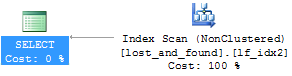 SELECT
Cost: 0 %
Index Scan (NonClustered)
[lost_and_found].[lf_idx2]
Cost: 100 %